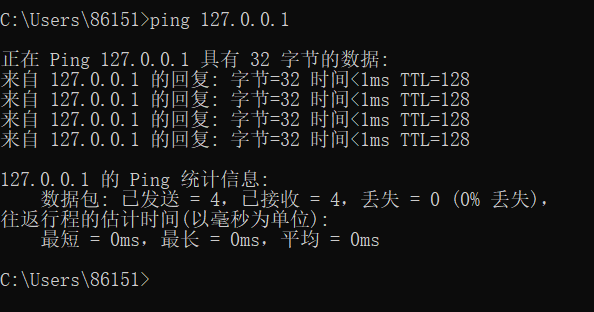 C:\Users\86151>ping 127.0.0.1
正在 Ping 127.0.0.1 具有 32 字节的数据:
来自 127.0.0.1 的回复: 字节=32 时间<1ms TTL=128
来自 127.0.0.1 的回复: 字节=32 时间<1ms TTL=128
来自 127.0.0.1 的回复: 字节=32 时间<1ms TTL=128
来自 127.0.0.1 的回复: 字节=32 时间<1ms TTL=128
127.0.0.1 的 Ping 统计信息:
数据包: 已发送 = 4，已接收 = 4，丢失 = 0 (0% 丢失)，
往返行程的估计时间(以毫秒为单位):
最短 = 0ms，最长 = 0ms，平均 = 0ms
C:\Users\86151>